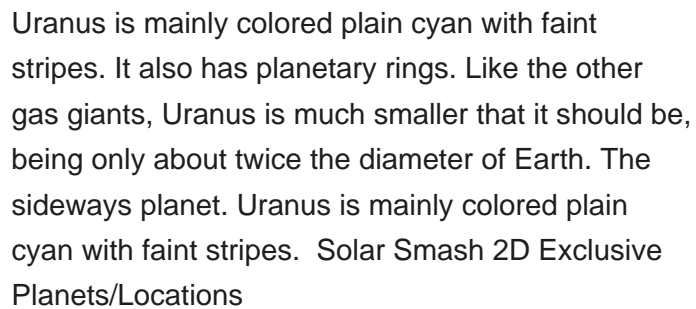 Uranus is mainly colored plain cyan with faint
stripes. It also has planetary rings. Like the other
gas giants, Uranus is much smaller that it should be,
being only about twice the diameter of Earth. The
sideways planet. Uranus is mainly colored plain
cyan with faint stripes.  Solar Smash 2D Exclusive
Planets/Locations